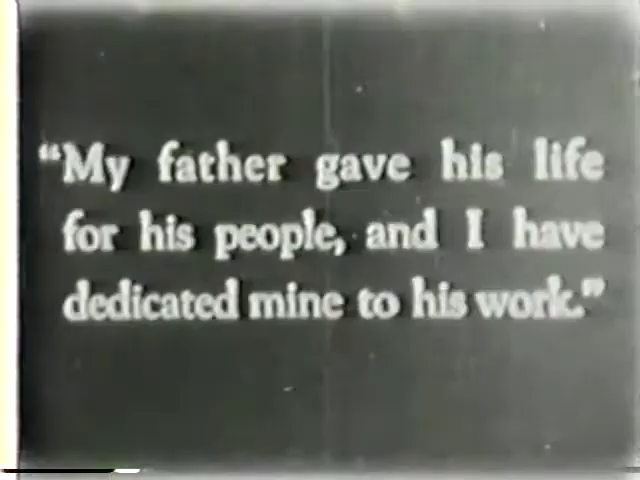 “My father gave his life
for his people, and I have
dedicated mine to his work.”